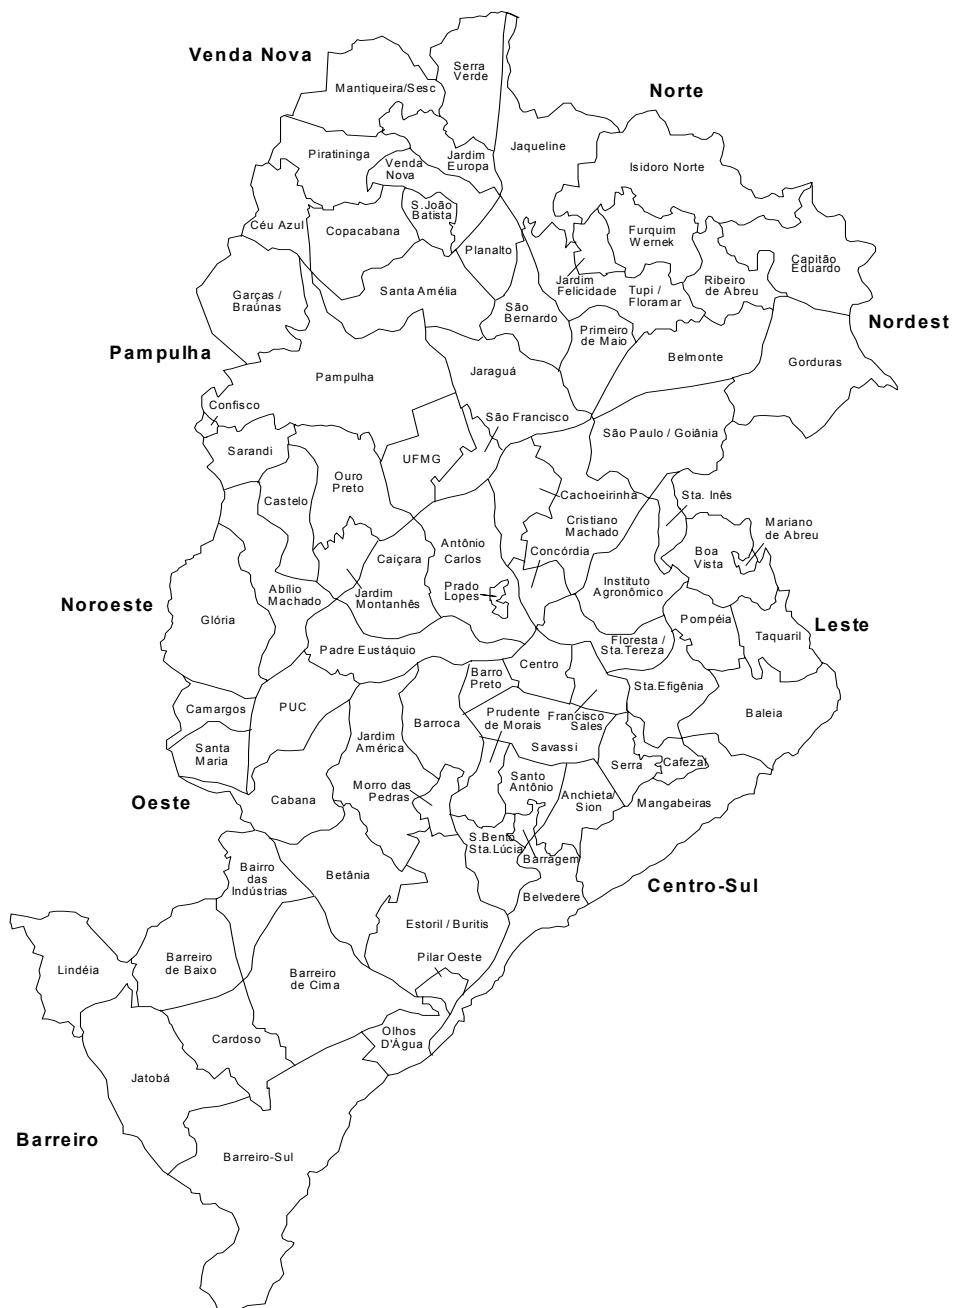 Venda Nova
Serra
Verde
Mantiqueira/Sesc
Norte
Piratininga
Venda
Nova
Jardim
Europa
Jaqueline
Isidoro Norte
Céu Azul
Copacabana
S.João
Batista
Planalto
Furquim
Wernek
Capitão
Eduardo
Jardim
Felicidade
Tupi /
Floramar
Ribeiro
de Abreu
Garças /
Braúnas
Santa Amélia
São
Bernardo
Nordest
Primeiro
de Maio
Belmonte
Gorduras
Pampulha
Pampulha
Jaraguá
Confisco
São Francisco
São Paulo / Goiânia
Sarandi
UFMG
Ouro
Preto
Castelo
Cachoeirinha
Sta. Inês
Cristiano
Machado
Mariano
de Abreu
Antônio
Carlos
Caiçara
Concórdia
Boa
Vista
Noroeste
Abílio
Machado
Jardim
Montanhês
Prado
Lopes
Instituto
Agronômico
Glória
Pompéia
Leste
Taquaril
Padre Eustáquio
Floresta /
Sta.Tereza
Centro
Barro
Preto
Sta.Efigênia
Camargos
PUC
Barroca
Prudente
de Morais
Francisco
Sales
Baleia
Jardim
América
Savassi
Santa
Maria
Serra
Cafezal
Oeste
Cabana
Morro das
Pedras
Santo
Antônio
Anchieta/
Sion
Mangabeiras
S.Bento
Sta.Lúcia
Barragem
Bairro
das
Indústrias
Betânia
Centro-Sul
Belvedere
Estoril / Buritis
Lindéia
Barreiro
de Baixo
Pilar Oeste
Barreiro
de Cima
Cardoso
Olhos
D'Água
Jatobá
Barreiro
Barreiro-Sul